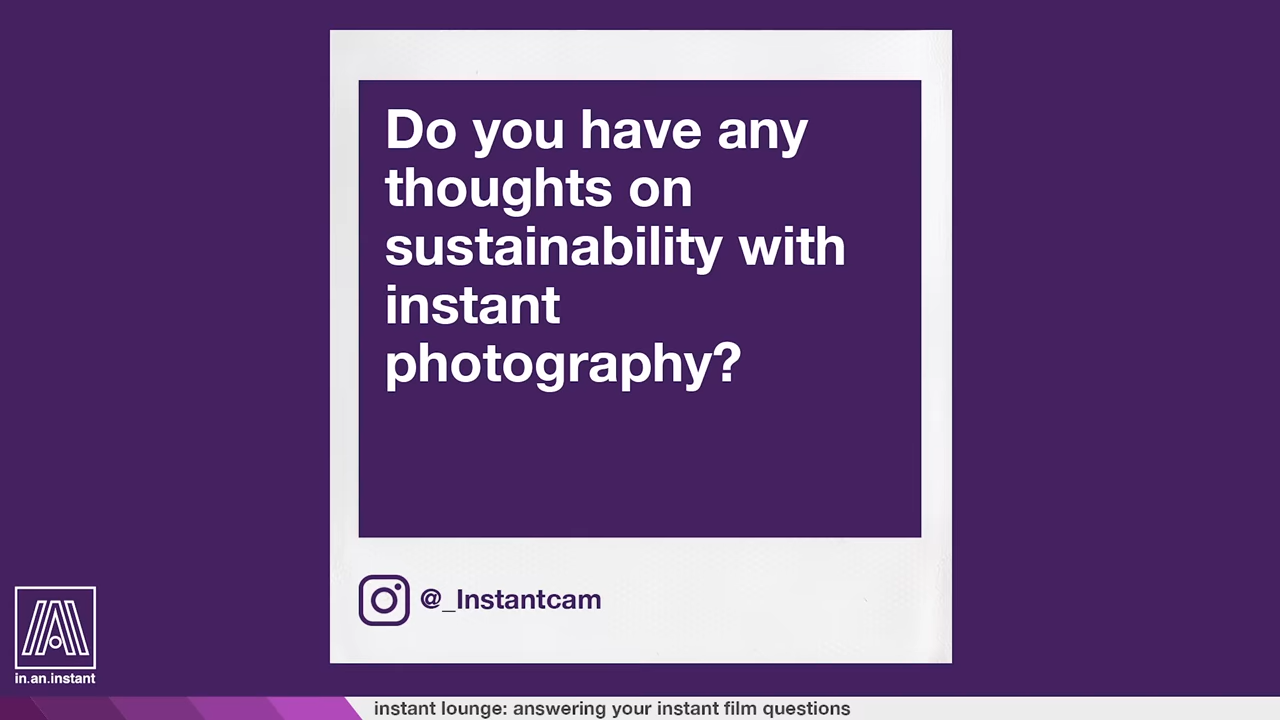 Do you have any
thoughts on
sustainability with
instant
photography?
@_Instantcam
in.an.instant
instant lounge: answering your instant film questions